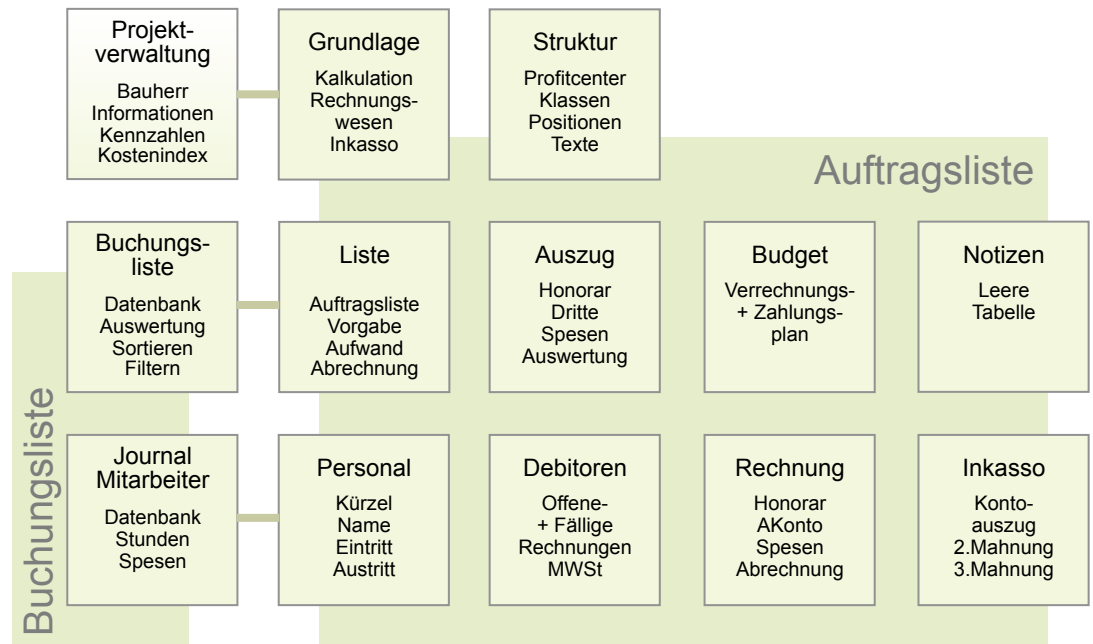 Projekt-
verwaltung
Bauherr
Informationen
Kennzahlen
Kostenindex
Grundlage
Kalkulation
Rechnungs-
wesen
Inkasso
Struktur
Profitcenter
Klassen
Positionen
Texte
Auftragsliste
Buchungs-
liste
Datenbank
Auswertung
Sortieren
Filtern
Liste
Auftragsliste
Vorgabe
Aufwand
Abrechnung
Auszug
Honorar
Dritte
Spesen
Auswertung
Budget
Verrechnungs-
+ Zahlungs-
plan
Notizen
Leere
Tabelle
Buchungsliste
Journal
Mitarbeiter
Datenbank
Stunden
Spesen
Personal
Kürzel
Name
Eintritt
Austritt
Debitoren
Offene-
+ Fällige
Rechnungen
MWSt
Rechnung
Honorar
AKonto
Spesen
Abrechnung
Inkasso
Konto-
auszug
2.Mahnung
3.Mahnung